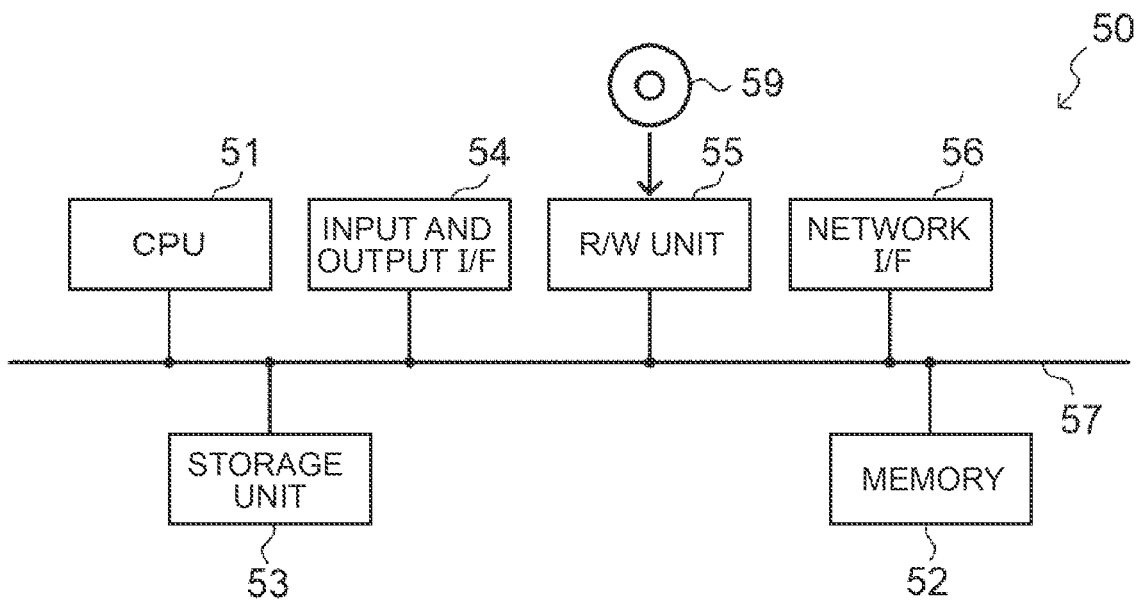 50
59
51
54
55
56
CPU
INPUT AND
OUTPUT I/F
R/W UNIT
NETWORK
I/F
57
STORAGE
UNIT
MEMORY
53
52